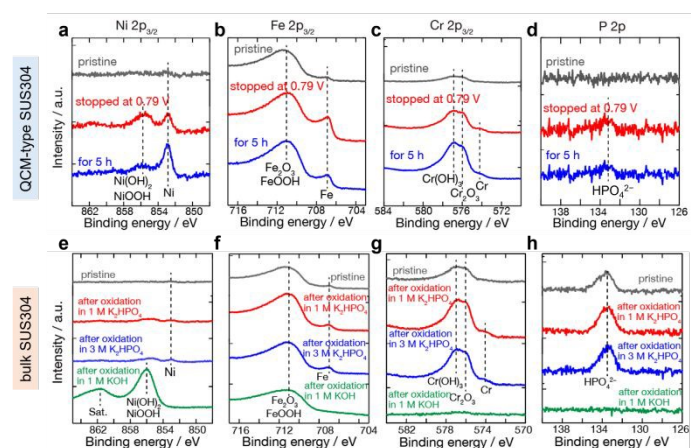 Ni 2p3/2
Fe 2p3/2
Cr 2p3/2
P 2p
QCM-type SUS304
Intensity / a.u.
a
pristine
stopped at 0.79 V
for 5 h
Ni(OH)2
NiOOH
Ni
862 858 854 850
Binding energy / eV
b
pristine
stopped at 0.79 V
for 5 h
Fe2O3
FeOOH
Fe
716 712 708 704
Binding energy / eV
c
pristine
stopped at 0.79 V
for 5 h
Cr(OH)3
Cr2O3
Cr
584 580 576 572
Binding energy / eV
d
pristine
stopped at 0.79 V
for 5 h
HPO4²⁻
138 134 130 126
Binding energy / eV
bulk SUS304
Intensity / a.u.
e
pristine
after oxidation
in 1 M K2HPO4
after oxidation
in 3 M K2HPO4
Ni
after oxidation
in 1 M KOH
Sat.
Ni(OH)2
NiOOH
862 858 854 850
Binding energy / eV
f
pristine
after oxidation
in 1 M K2HPO4
after oxidation
in 3 M K2HPO4
Fe
after oxidation
in 1 M KOH
Fe2O3
FeOOH
716 712 708 704
Binding energy / eV
g
pristine
after oxidation
in 1 M K2HPO4
after oxidation
in 3 M K2HPO4
Cr(OH)3
Cr
Cr2O3
after oxidation
in 1 M KOH
580 576 572
Binding energy / eV
h
pristine
after oxidation
in 1 M K2HPO4
after oxidation
in 3 M K2HPO4
HPO4²⁻
after oxidation
in 1 M KOH
138 134 130 126
Binding energy / eV